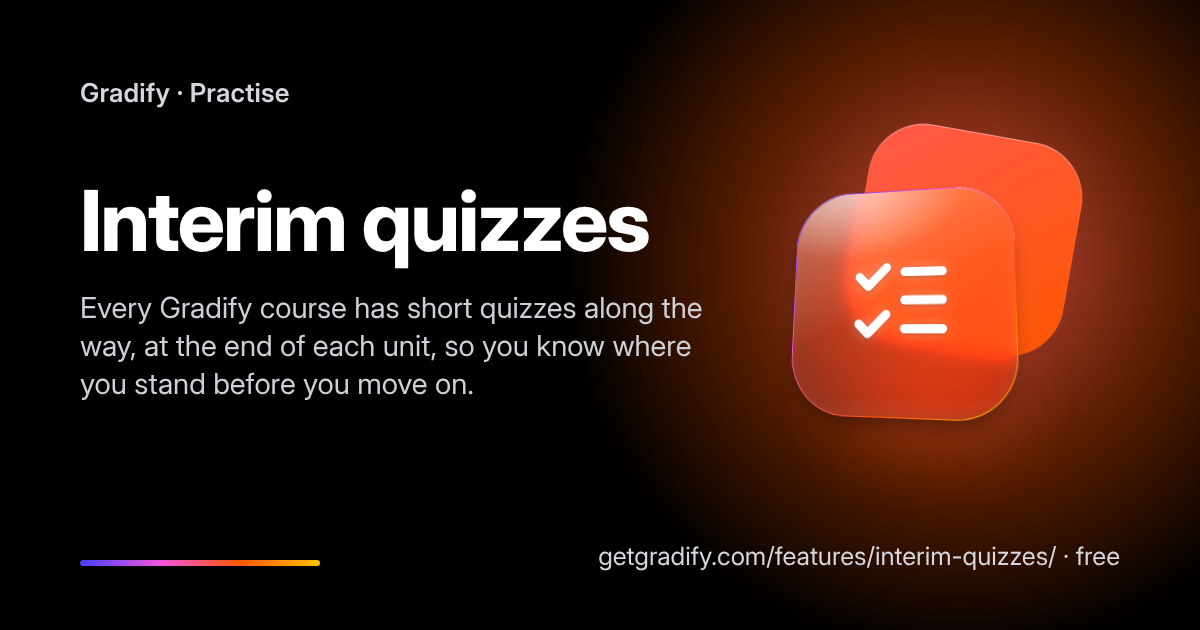 Gradify · Practise
Interim quizzes
Every Gradify course has short quizzes along the
way, at the end of each unit, so you know where
you stand before you move on.
getgradify.com/features/interim-quizzes/ · free